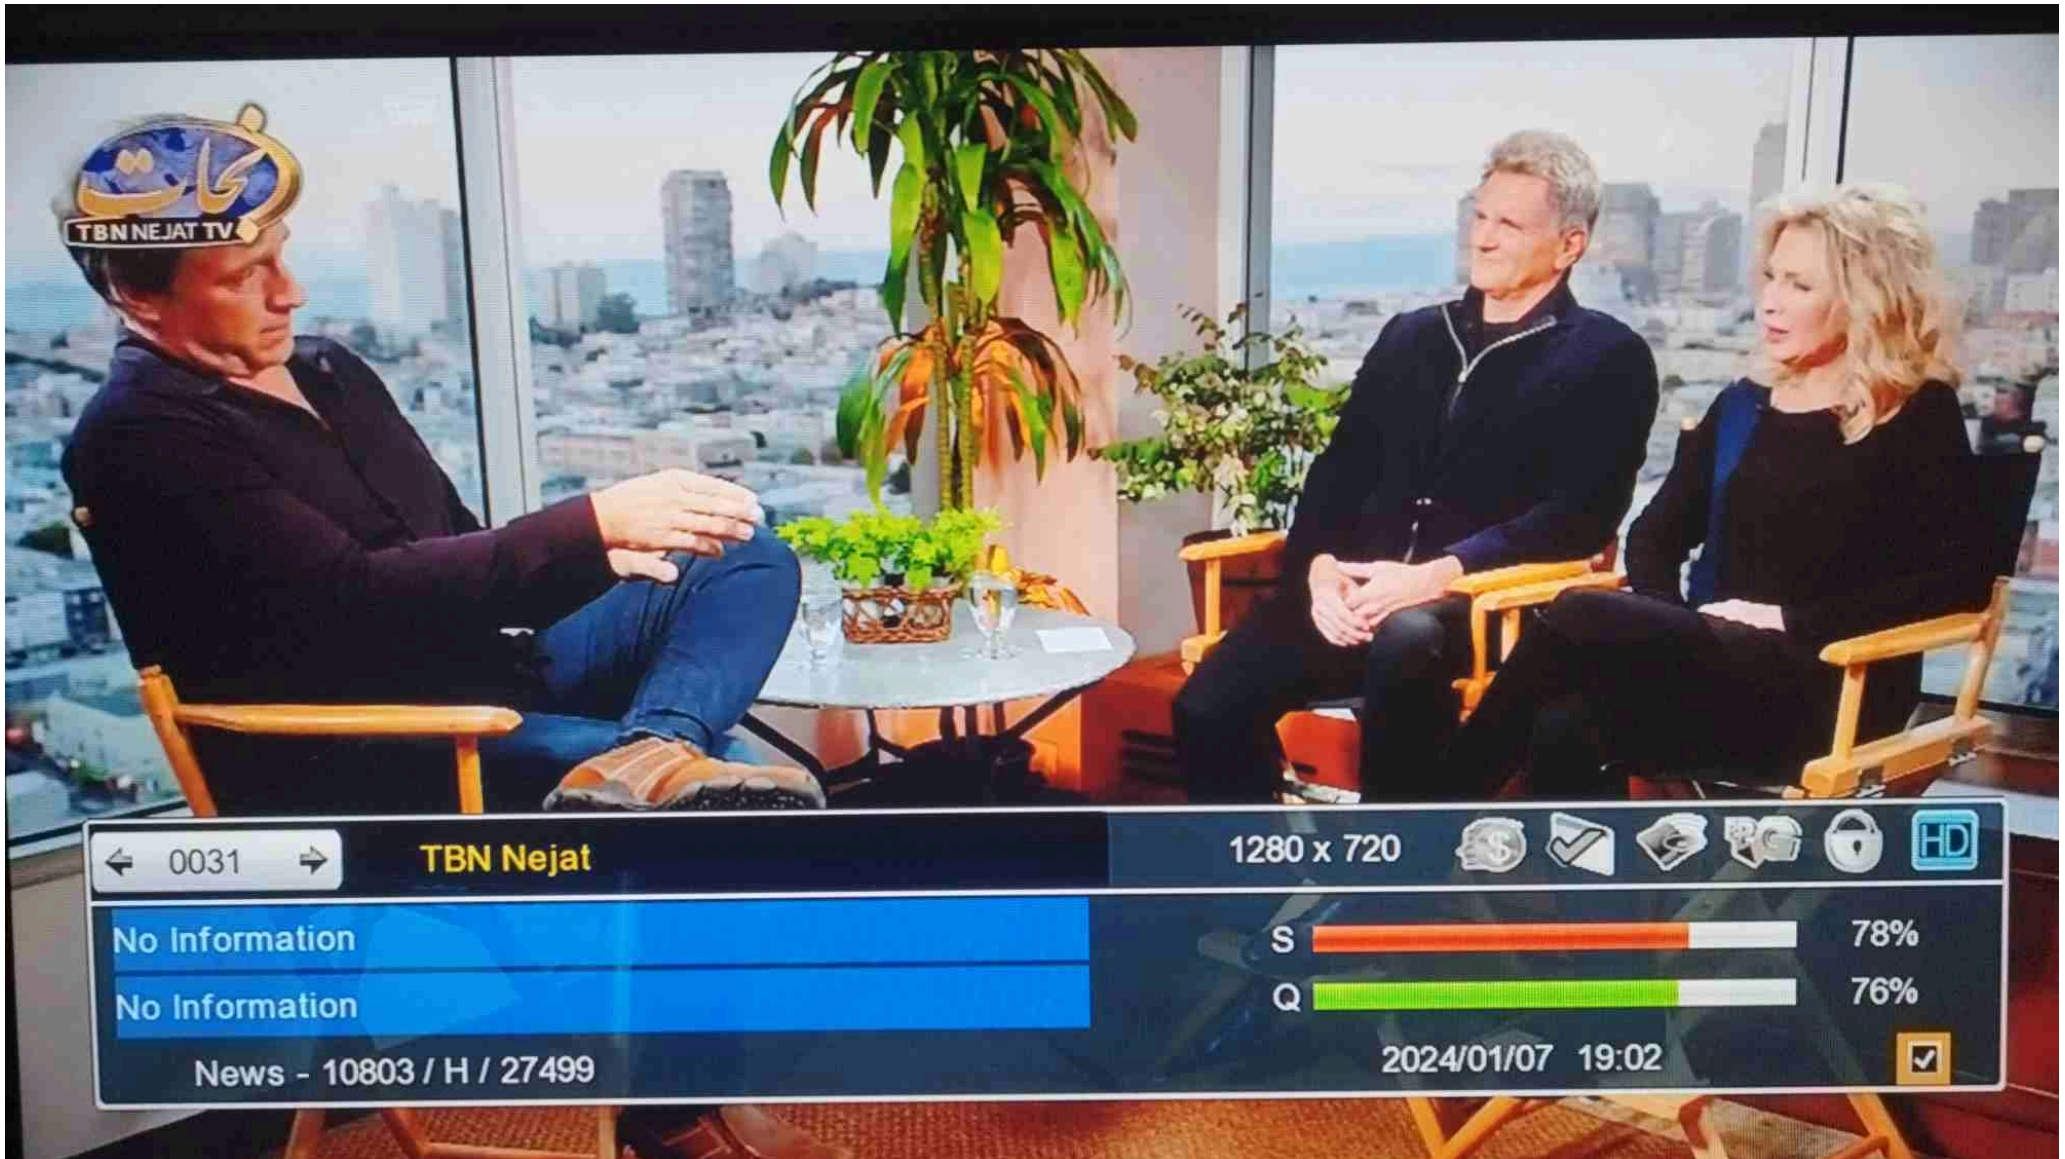 نجات
TBN NEJAT TV
0031
TBN Nejat
1280 x 720
HD
No Information
S
78%
No Information
Q
76%
News - 10803 / H / 27499
2024/01/07 19:02